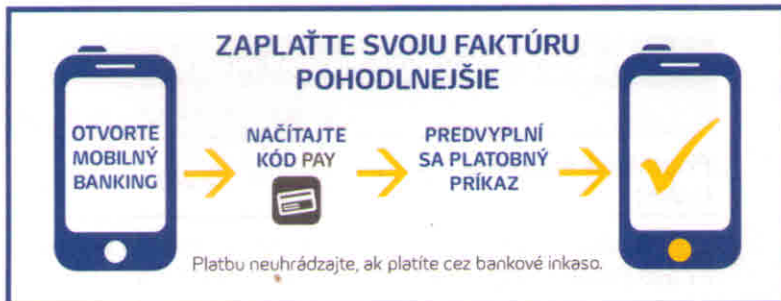 ZAPLAŤTE SVOJU FAKTÚRU
POHODLNEJŠIE
OTVORTE
MOBILNÝ
BANKING
NAČÍTAJTE
KÓD PAY
PREDVYPLNÍ
SA PLATOBNÝ
PRÍKAZ
Platbu neuhrádzajte, ak platíte cez bankové inkaso.